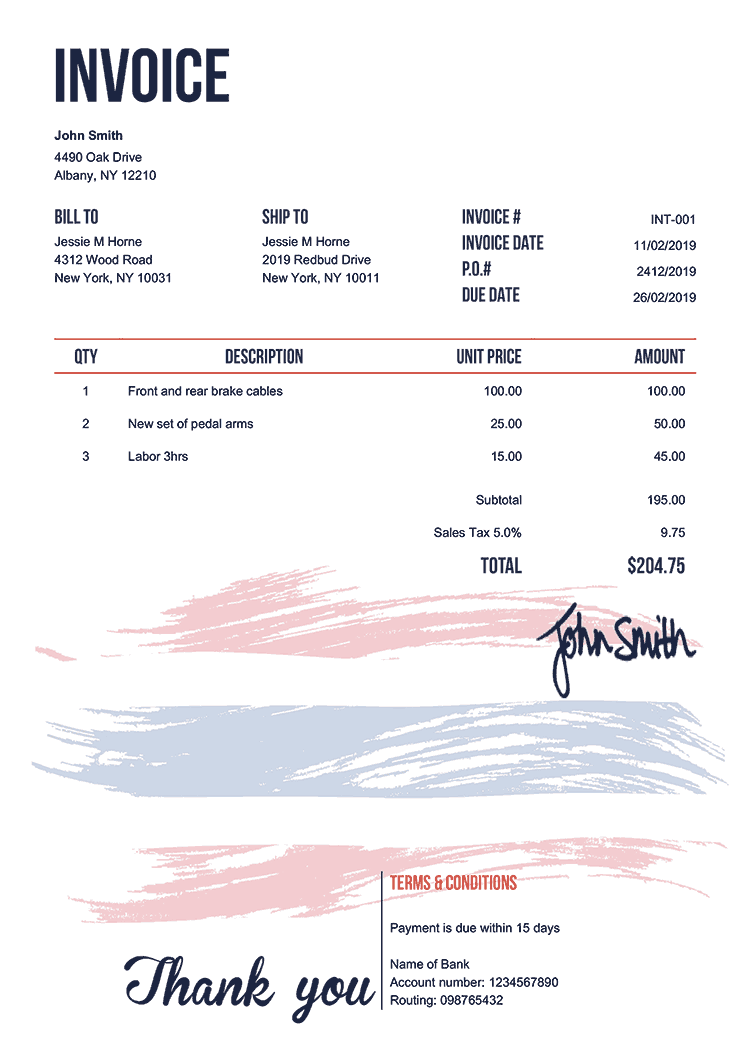 INVOICE
John Smith
4490 Oak Drive
Albany, NY 12210
BILL TO
Jessie M Horne
4312 Wood Road
New York, NY 10031
SHIP TO
Jessie M Horne
2019 Redbud Drive
New York, NY 10011
INVOICE # INT-001
INVOICE DATE 11/02/2019
P.O.# 2412/2019
DUE DATE 26/02/2019
QTY DESCRIPTION UNIT PRICE AMOUNT
1 Front and rear brake cables 100.00 100.00
2 New set of pedal arms 25.00 50.00
3 Labor 3hrs 15.00 45.00
Subtotal 195.00
Sales Tax 5.0% 9.75
TOTAL $204.75
John Smith
Thank you
TERMS & CONDITIONS
Payment is due within 15 days
Name of Bank
Account number: 1234567890
Routing: 098765432